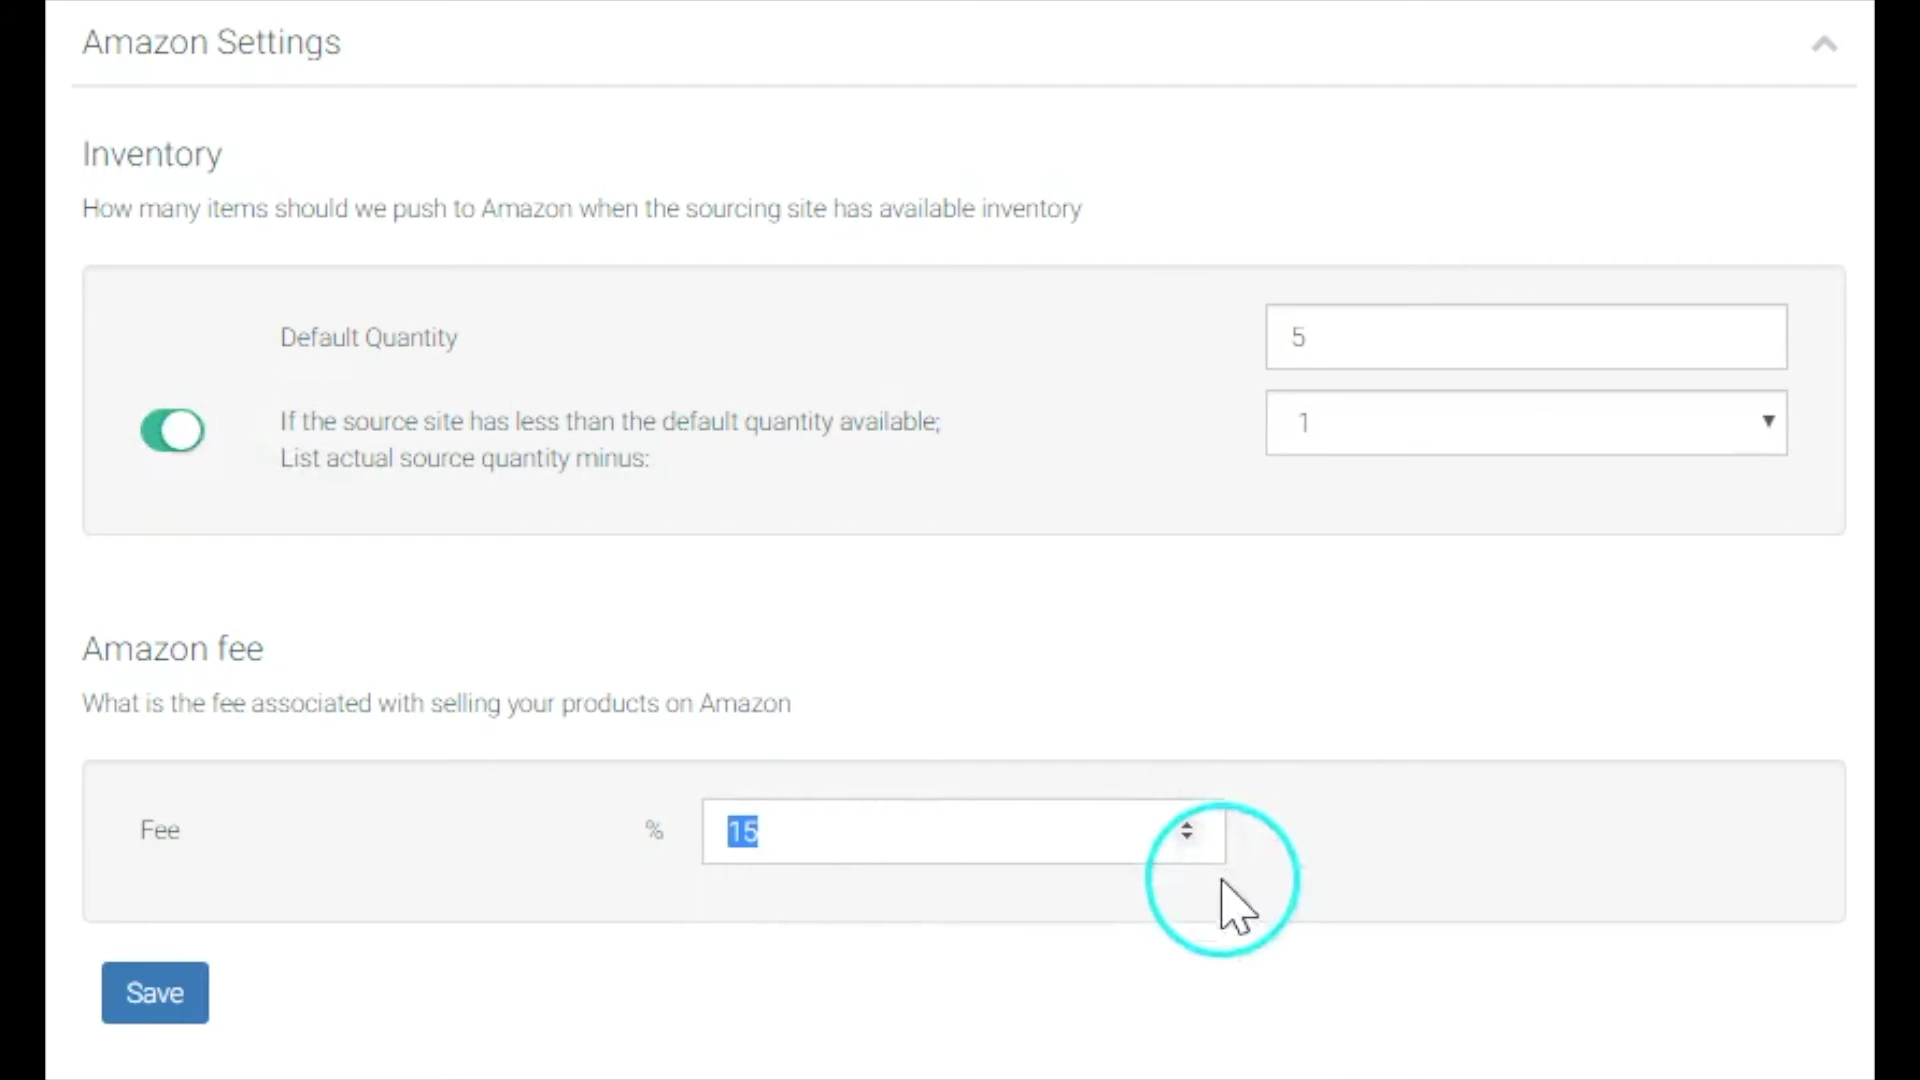 Amazon Settings
Inventory
How many items should we push to Amazon when the sourcing site has available inventory
Default Quantity
5
If the source site has less than the default quantity available;
List actual source quantity minus:
1
Amazon fee
What is the fee associated with selling your products on Amazon
Fee % 15
Save